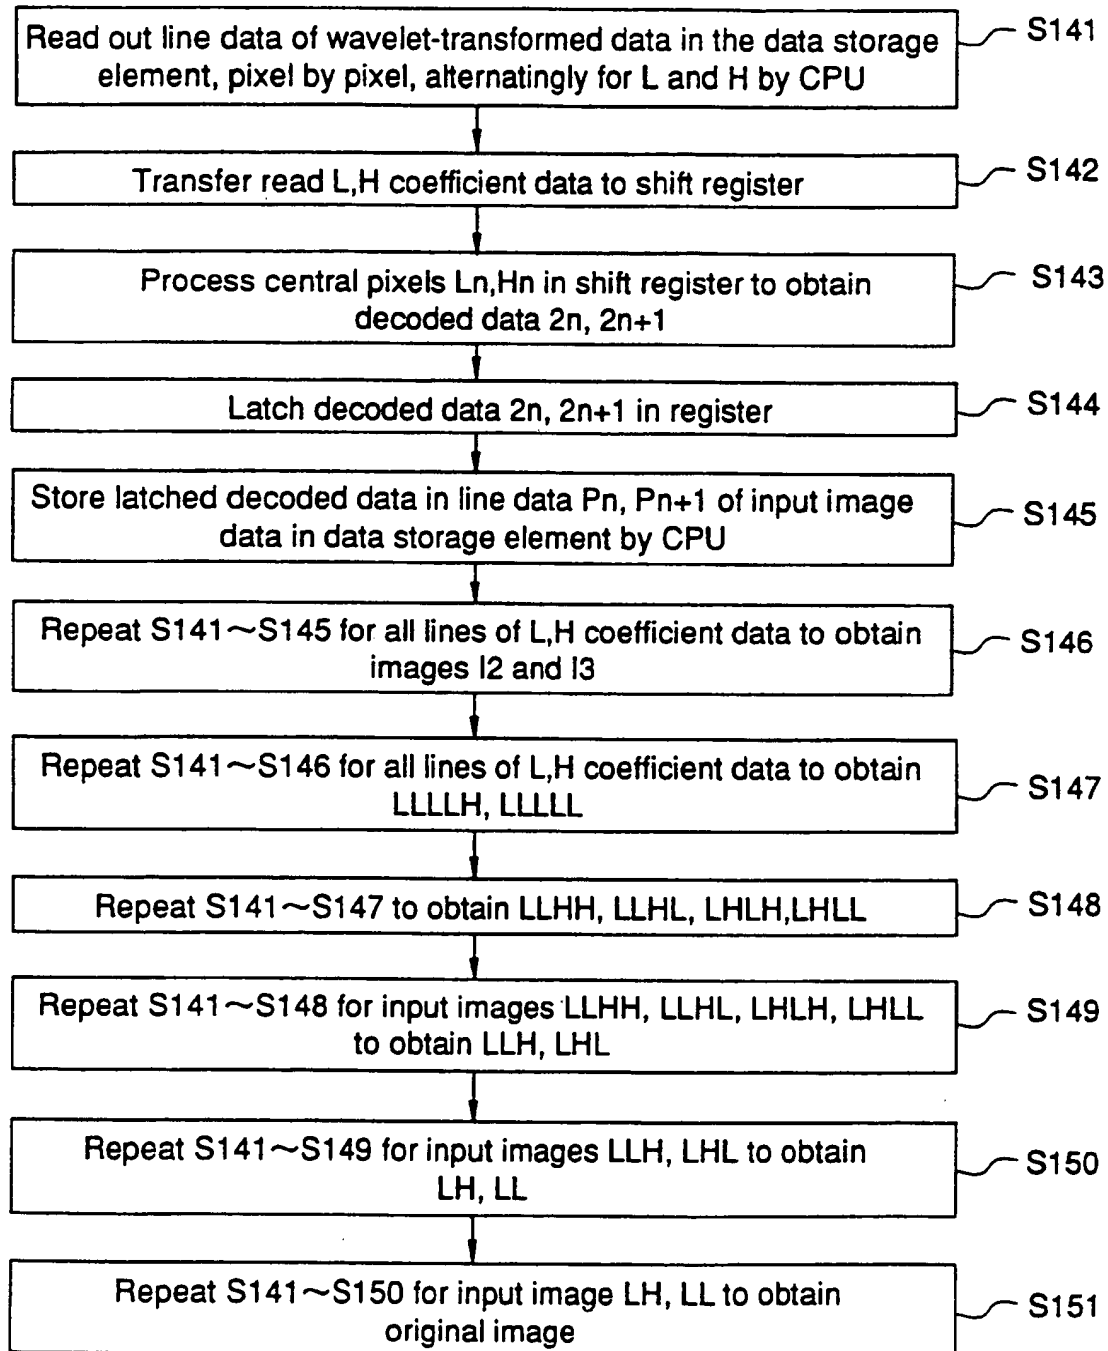 Read out line data of wavelet-transformed data in the data storage
element, pixel by pixel, alternatingly for L and H by CPU
S141
Transfer read L,H coefficient data to shift register
S142
Process central pixels Ln,Hn in shift register to obtain
decoded data 2n, 2n+1
S143
Latch decoded data 2n, 2n+1 in register
S144
Store latched decoded data in line data Pn, Pn+1 of input image
data in data storage element by CPU
S145
Repeat S141~S145 for all lines of L,H coefficient data to obtain
images I2 and I3
S146
Repeat S141~S146 for all lines of L,H coefficient data to obtain
LLLLH, LLLLL
S147
Repeat S141~S147 to obtain LLHH, LLHL, LHLH,LHLL
S148
Repeat S141~S148 for input images LLHH, LLHL, LHLH, LHLL
to obtain LLH, LHL
S149
Repeat S141~S149 for input images LLH, LHL to obtain
LH, LL
S150
Repeat S141~S150 for input image LH, LL to obtain
original image
S151